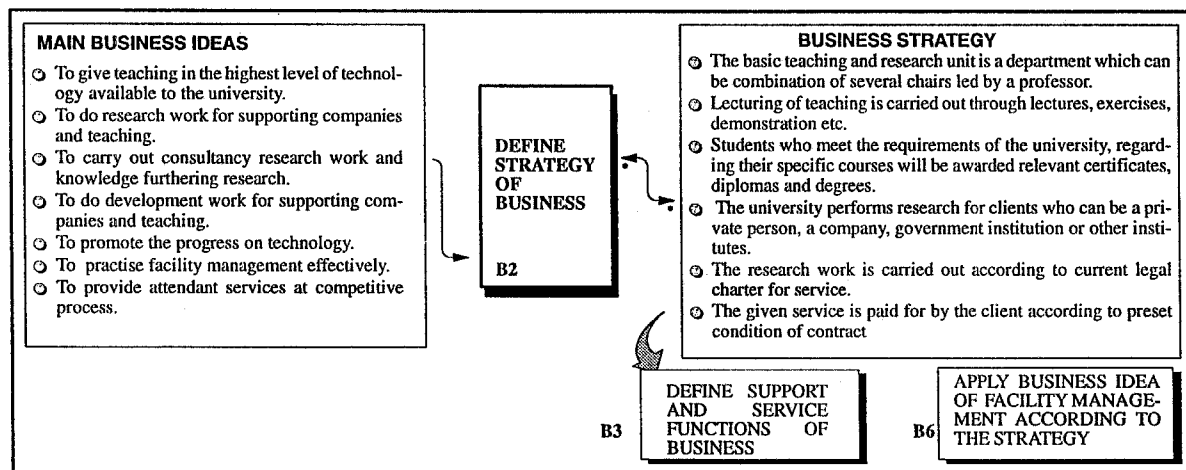 MAIN BUSINESS IDEAS
To give teaching in the highest level of technol-
ogy available to the university.
To do research work for supporting companies
and teaching.
To carry out consultancy research work and
knowledge furthering research.
To do development work for supporting com-
panies and teaching.
To promote the progress on technology.
To practise facility management effectively.
To provide attendant services at competitive
process.
DEFINE
STRATEGY
OF
BUSINESS
B2
BUSINESS STRATEGY
The basic teaching and research unit is a department which can
be combination of several chairs led by a professor.
Lecturing of teaching is carried out through lectures, exercises,
demonstration etc.
Students who meet the requirements of the university, regard-
ing their specific courses will be awarded relevant certificates,
diplomas and degrees.
The university performs research for clients who can be a pri-
vate person, a company, government institution or other insti-
tutes.
The research work is carried out according to current legal
charter for service.
The given service is paid for by the client according to preset
condition of contract
B3
DEFINE SUPPORT
AND SERVICE
FUNCTIONS OF
BUSINESS
B6
APPLY BUSINESS IDEA
OF FACILITY MANAGE-
MENT ACCORDING TO
THE STRATEGY